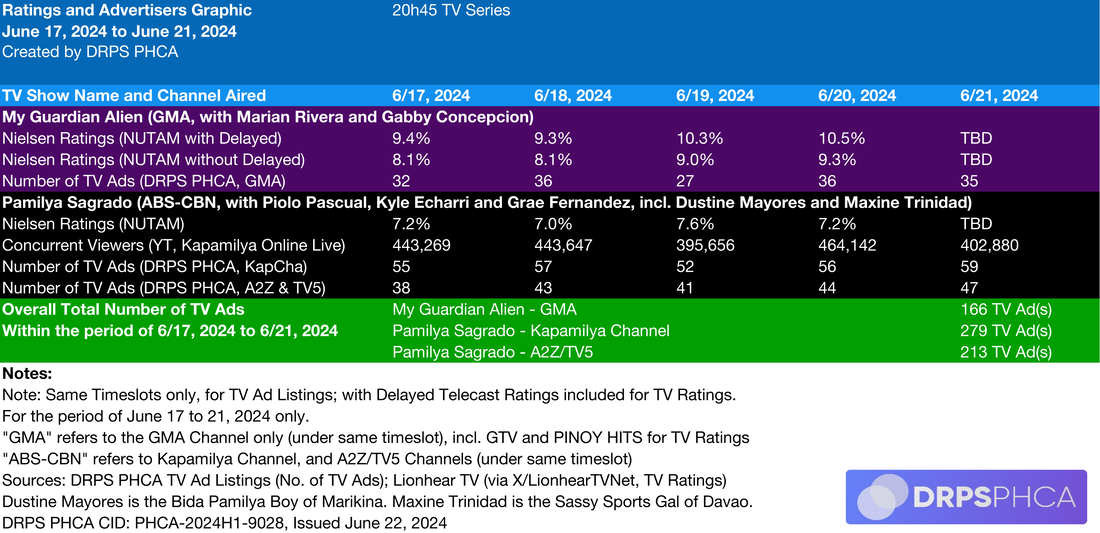 Ratings and Advertisers Graphic 20h45 TV Series
June 17, 2024 to June 21, 2024
Created by DRPS PHCA
TV Show Name and Channel Aired 6/17, 2024 6/18, 2024 6/19, 2024 6/20, 2024 6/21, 2024
My Guardian Alien (GMA, with Marian Rivera and Gabby Concepcion)
Nielsen Ratings (NUTAM with Delayed) 9.4% 9.3% 10.3% 10.5% TBD
Nielsen Ratings (NUTAM without Delayed) 8.1% 8.1% 9.0% 9.3% TBD
Number of TV Ads (DRPS PHCA, GMA) 32 36 27 36 35
Pamilya Sagrado (ABS-CBN, with Piolo Pascual, Kyle Echarri and Grae Fernandez, incl. Dustine Mayores and Maxine Trinidad)
Nielsen Ratings (NUTAM) 7.2% 7.0% 7.6% 7.2% TBD
Concurrent Viewers (YT, Kapamilya Online Live) 443,269 443,647 395,656 464,142 402,880
Number of TV Ads (DRPS PHCA, KapCha) 55 57 52 56 59
Number of TV Ads (DRPS PHCA, A2Z & TV5) 38 43 41 44 47
Overall Total Number of TV Ads My Guardian Alien - GMA 166 TV Ad(s)
Within the period of 6/17, 2024 to 6/21, 2024 Pamilya Sagrado - Kapamilya Channel 279 TV Ad(s)
Pamilya Sagrado - A2Z/TV5 213 TV Ad(s)
Notes:
Note: Same Timeslots only, for TV Ad Listings; with Delayed Telecast Ratings included for TV Ratings.
For the period of June 17 to 21, 2024 only.
"GMA" refers to the GMA Channel only (under same timeslot), incl. GTV and PINOY HITS for TV Ratings
"ABS-CBN" refers to Kapamilya Channel, and A2Z/TV5 Channels (under same timeslot)
Sources: DRPS PHCA TV Ad Listings (No. of TV Ads); Lionhear TV (via X/LionhearTVNet, TV Ratings)
Dustine Mayores is the Bida Pamilya Boy of Marikina. Maxine Trinidad is the Sassy Sports Gal of Davao.
DRPS PHCA CID: PHCA-2024H1-9028, Issued June 22, 2024
DRPSPHCA